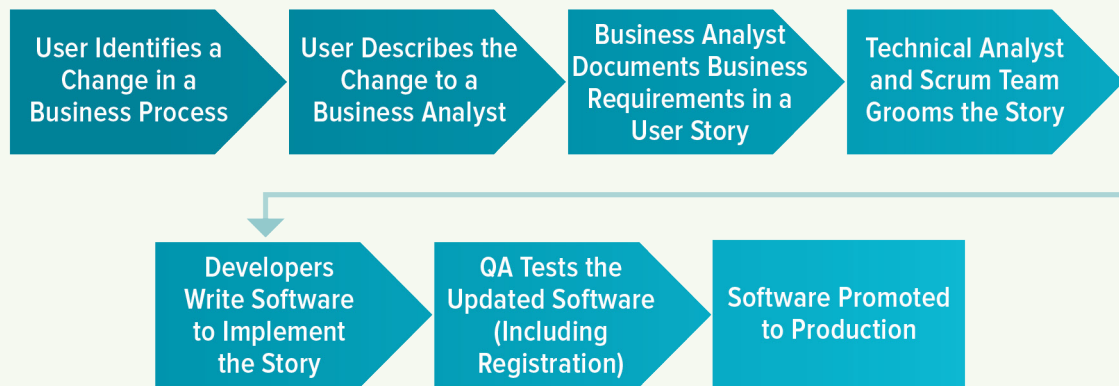 User Identifies a
Change in a
Business Process
User Describes the
Change to a
Business Analyst
Business Analyst
Documents Business
Requirements in a
User Story
Technical Analyst
and Scrum Team
Grooms the Story
Developers
Write Software
to Implement
the Story
QA Tests the
Updated Software
(Including
Registration)
Software Promoted
to Production